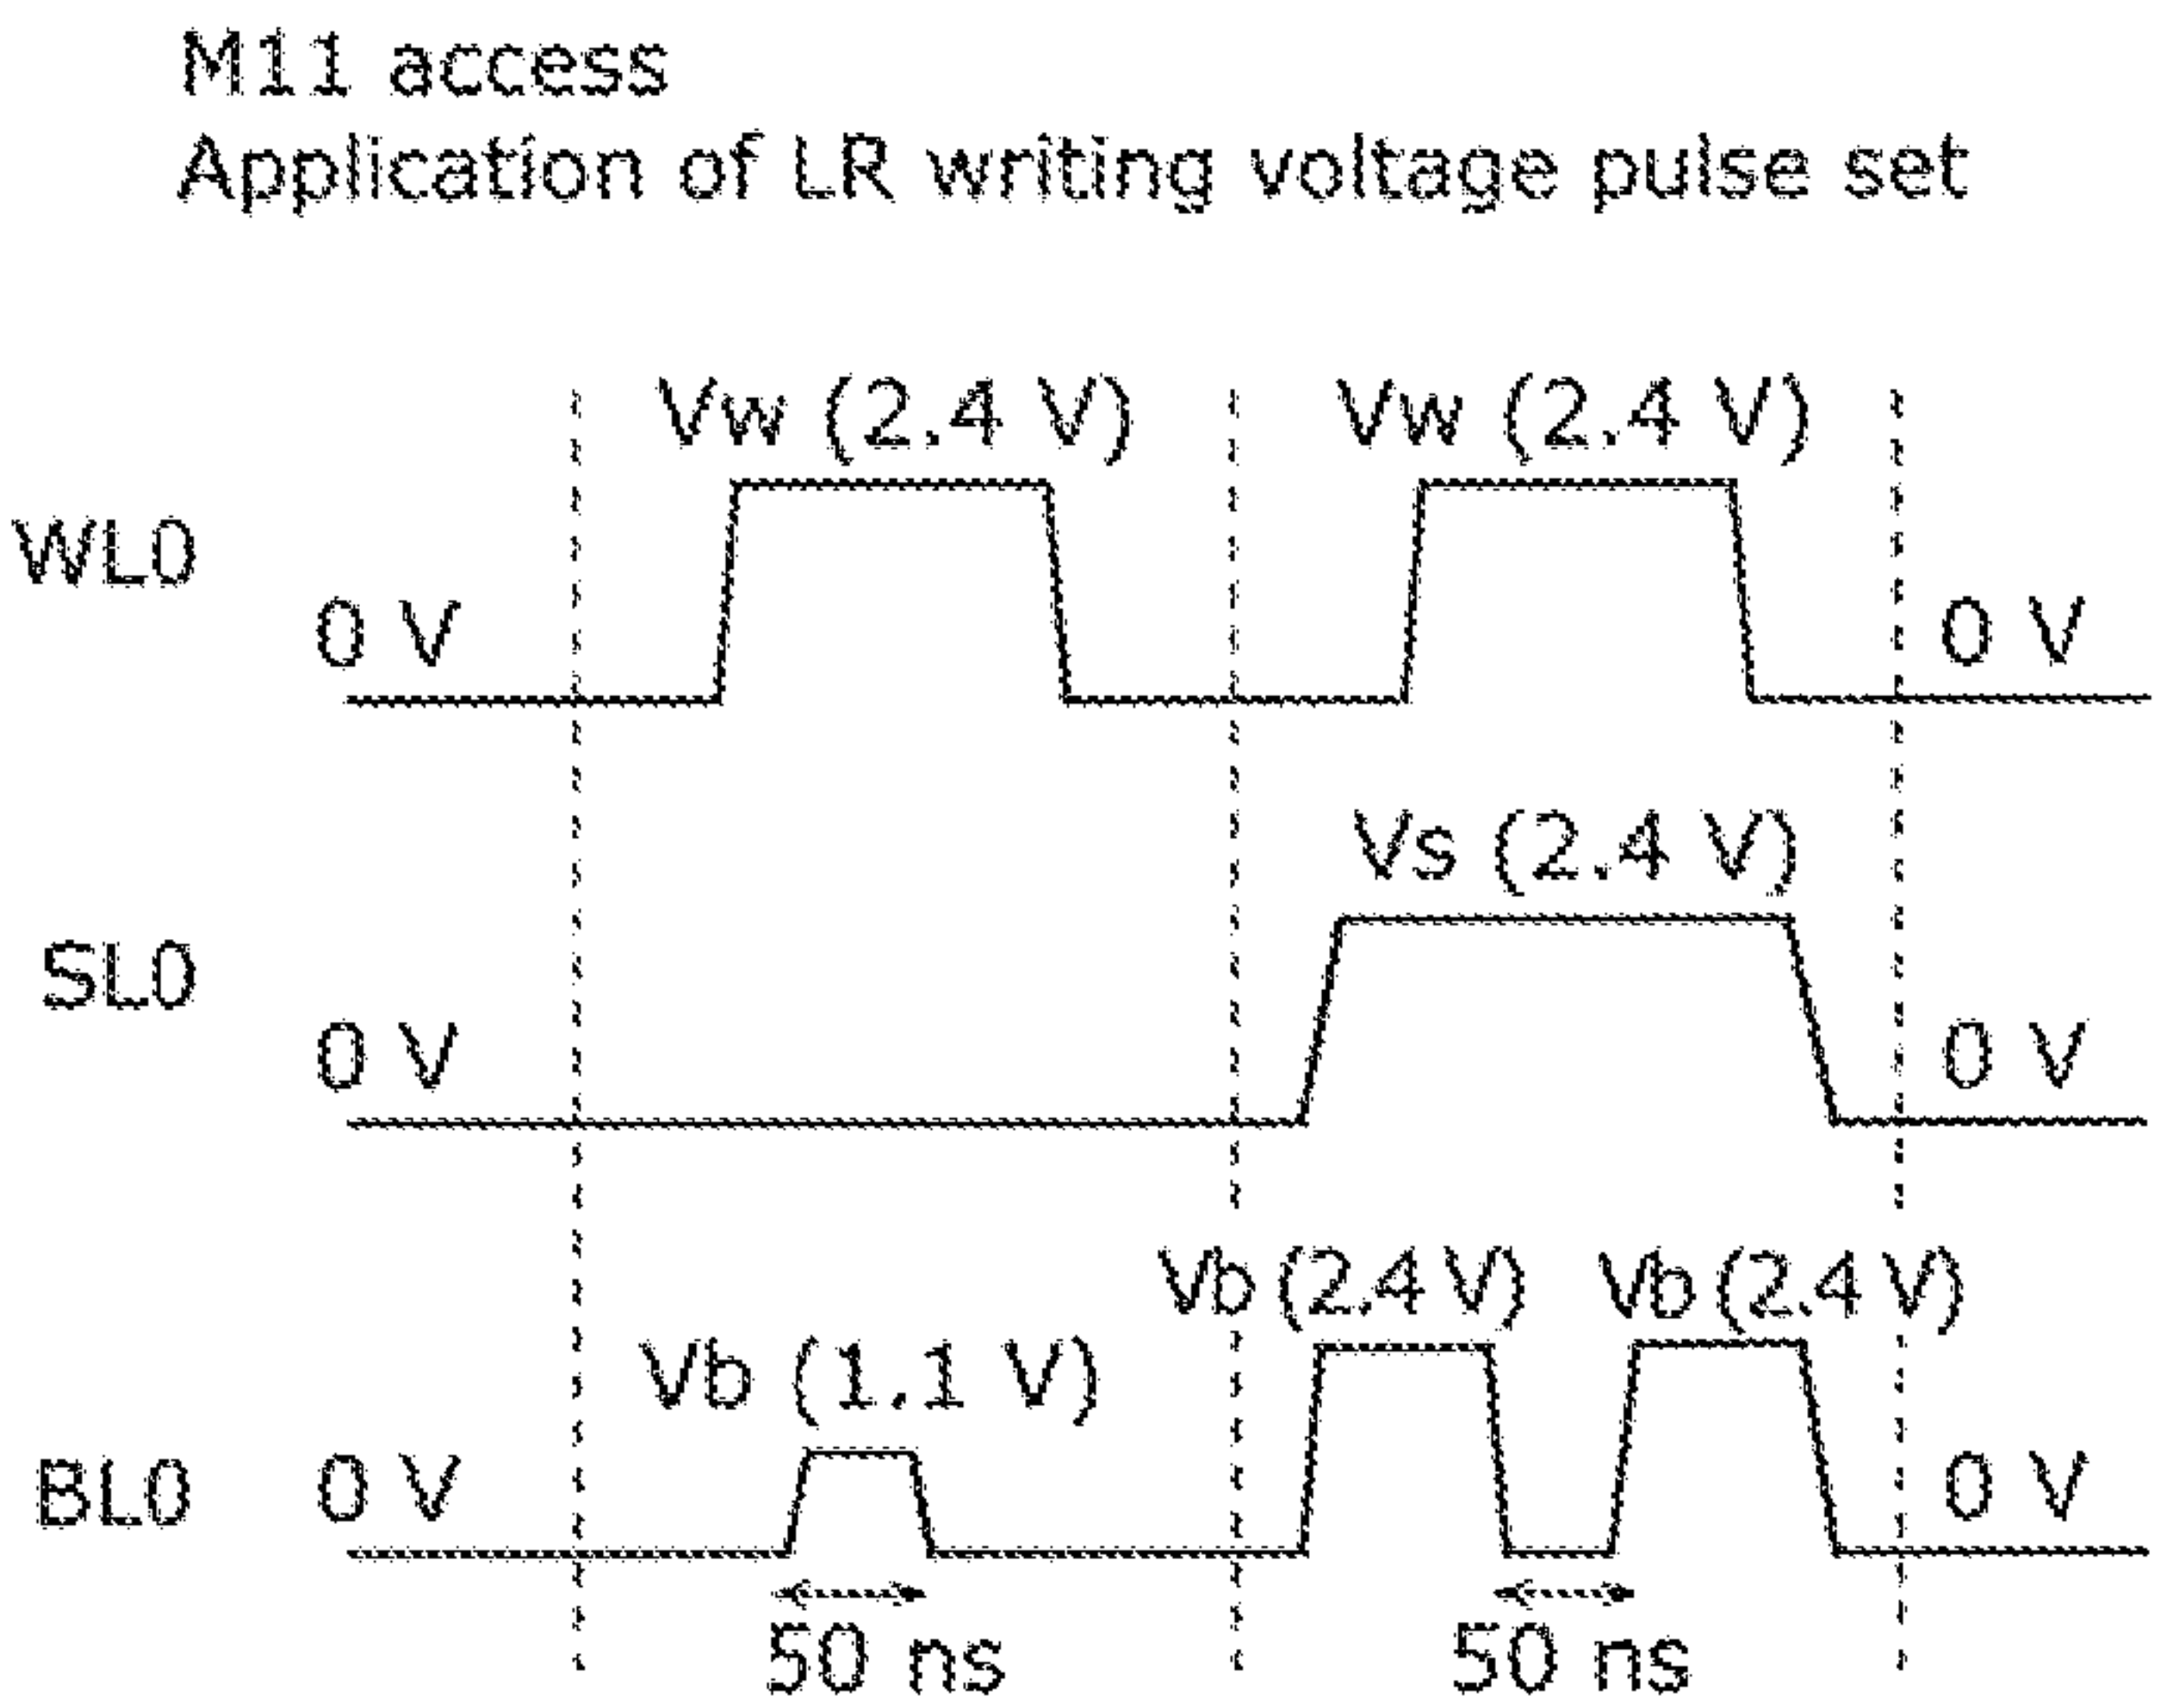 M11 access
Application of LR writing voltage pulse set
Vw (2.4 V) Vw (2.4 V)
WL0
0 V 0 V
Vs (2.4 V)
SL0
0 V 0 V
Vb (2.4 V) Vb (2.4 V)
Vb (1.1 V)
BL0 0 V 0 V
50 ns 50 ns